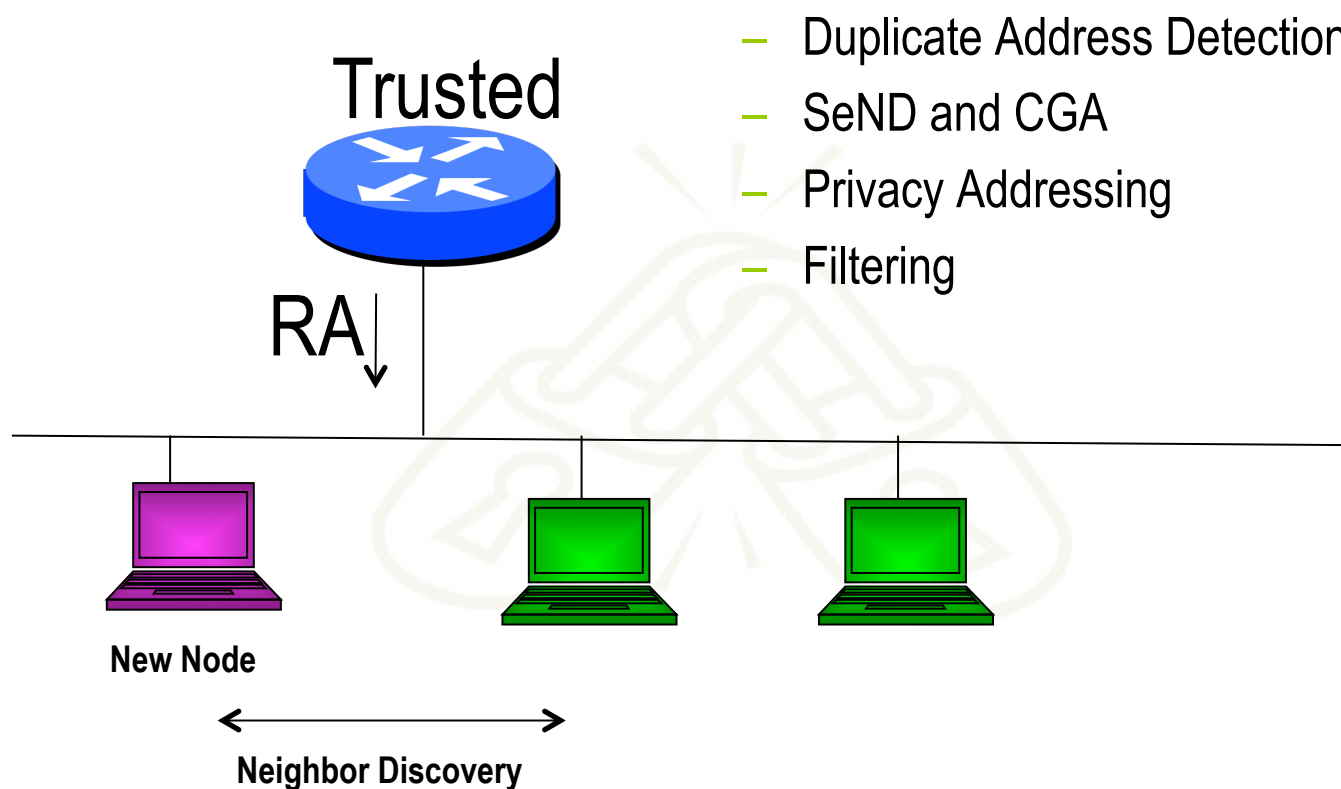 – Duplicate Address Detection
– SeND and CGA
– Privacy Addressing
– Filtering
Trusted
RA
New Node
Neighbor Discovery